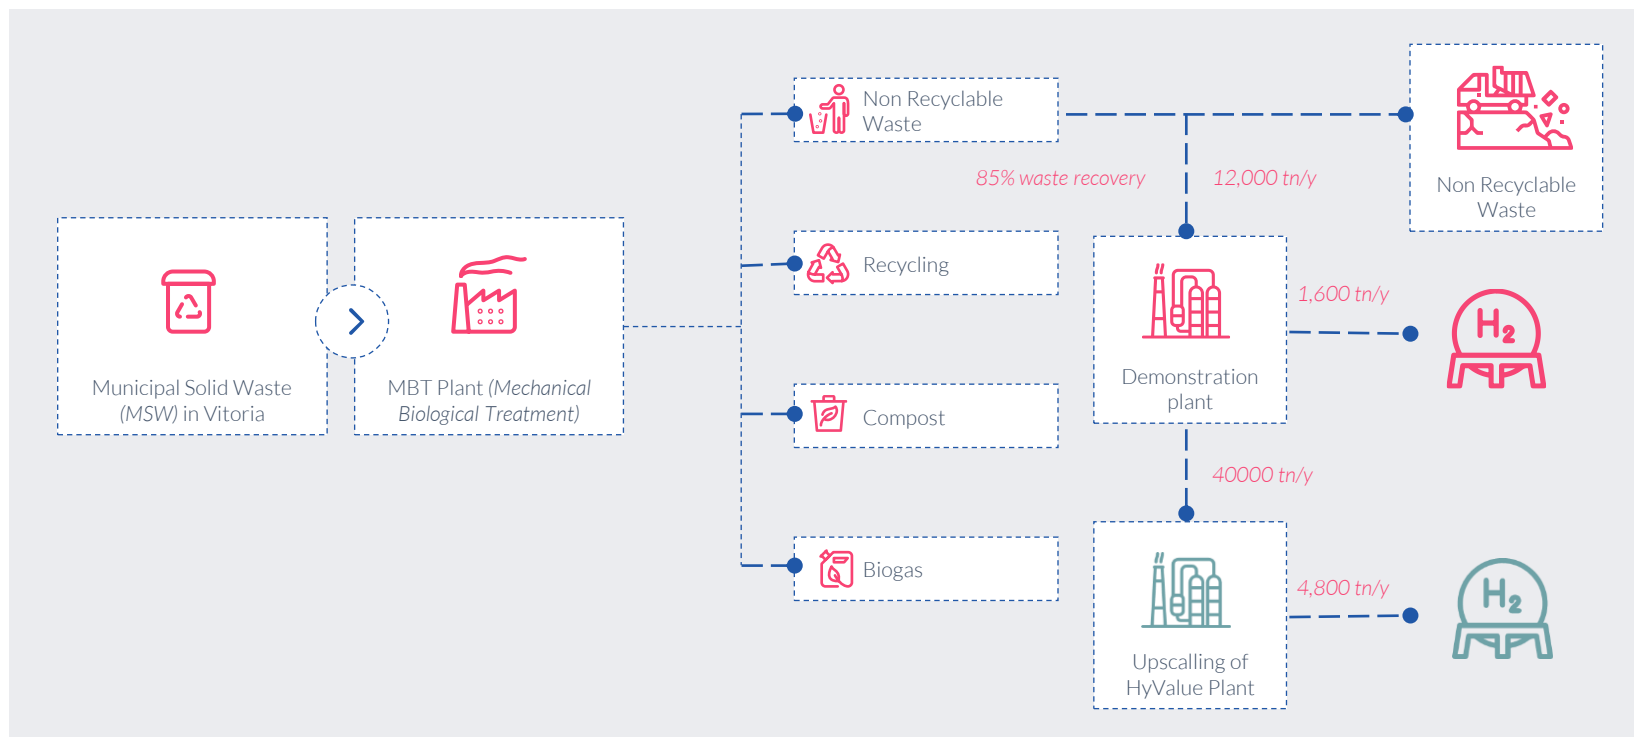 Municipal Solid Waste
(MSW) in Vitoria
MBT Plant (Mechanical
Biological Treatment)
Non Recyclable
Waste
Recycling
Compost
Biogas
85% waste recovery
12,000 tn/y
Non Recyclable
Waste
Demonstration
plant
1,600 tn/y
H2
40000 tn/y
Upscalling of
HyValue Plant
4,800 tn/y
H2